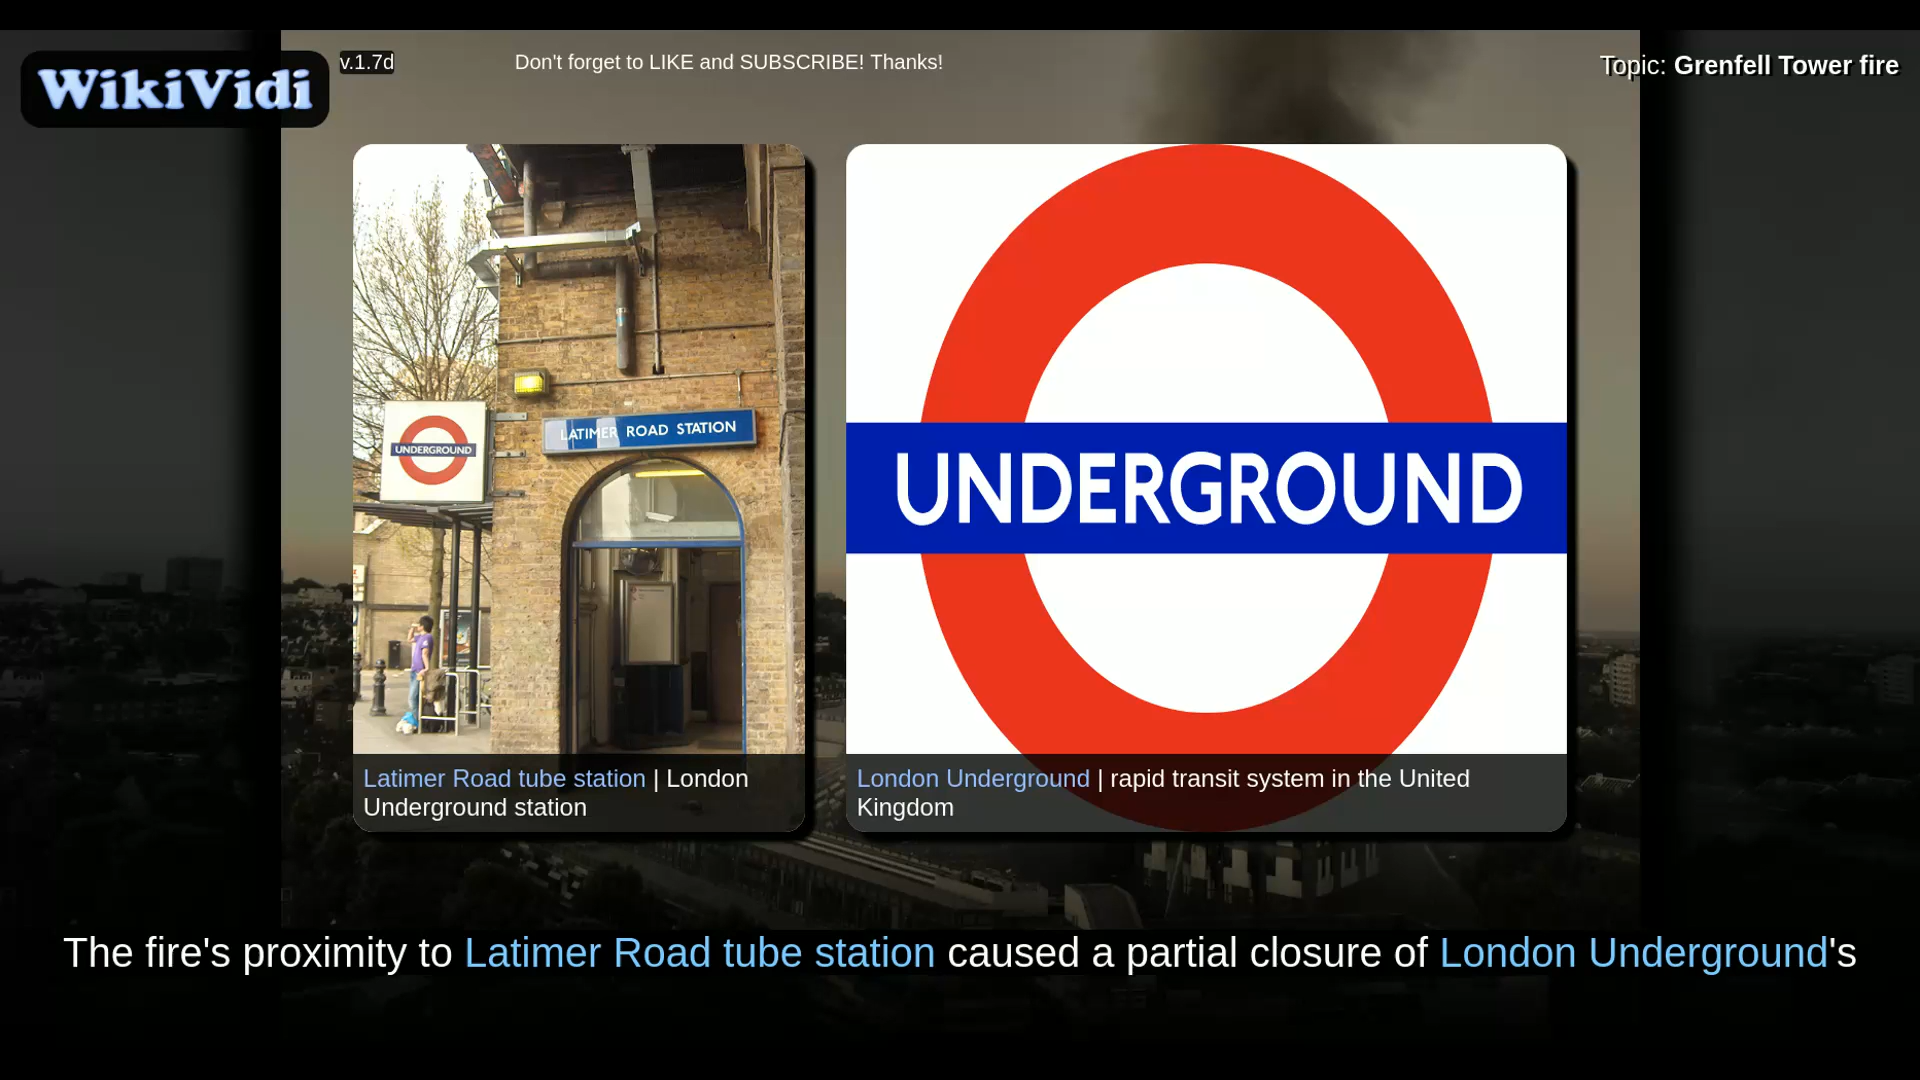 WikiVidi
v.1.7d
Don't forget to LIKE and SUBSCRIBE! Thanks!
Topic: Grenfell Tower fire
LATIMER ROAD STATION
UNDERGROUND
UNDERGROUND
Latimer Road tube station | London
Underground station
London Underground | rapid transit system in the United
Kingdom
The fire's proximity to Latimer Road tube station caused a partial closure of London Underground's